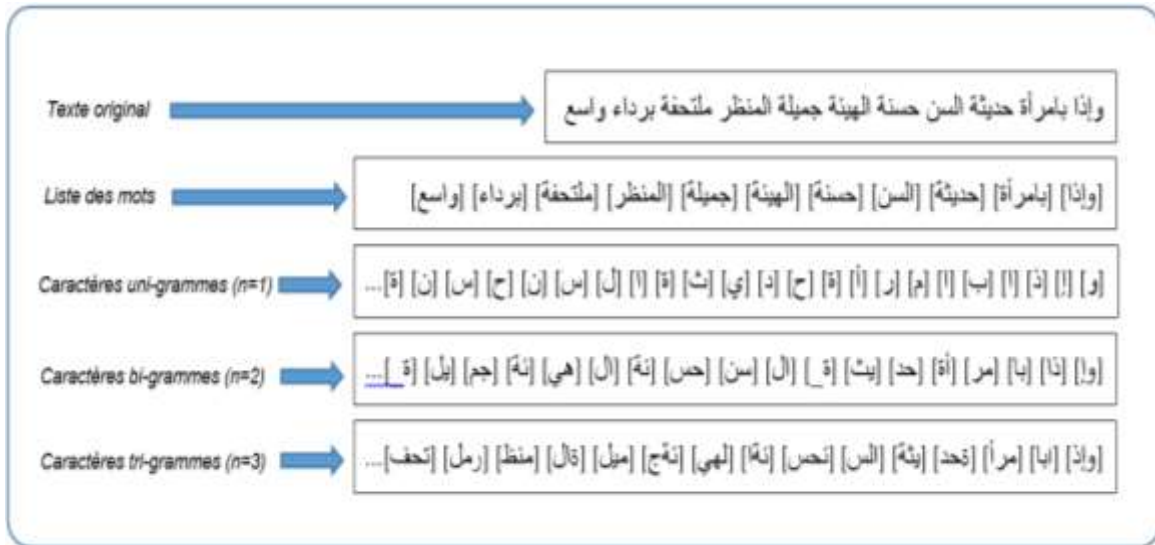 Texte original
وإذا بامرأة حديثة السن حسنة الهيئة جميلة المنظر ملتحفة برداء واسع
Liste des mots
[وإذا] [بامرأة] [حديثة] [السن] [حسنة] [الهيئة] [جميلة] [المنظر] [ملتحفة] [برداء] [واسع]
Caractères uni-grammes (n=1)
[و] [إ] [ذ] [ا] [ب] [ا] [م] [ر] [أ] [ة] [ح] [د] [ي] [ث] [ة] [ا] [ل] [س] [ن] [ح] [س] [ن] [ة]...
Caractères bi-grammes (n=2)
[وإ] [ذا] [با] [مر] [أة] [حد] [يث] [ة_] [ال] [سن] [حس] [نة] [ال] [هي] [ئة] [جم] [يل] [ة_]...
Caractères tri-grammes (n=3)
[وإذ] [ابا] [مرأ] [ةحد] [يثة] [الس] [نحس] [نةا] [لهي] [ئةج] [ميل] [ةال] [منظ] [رمل] [تحف]...